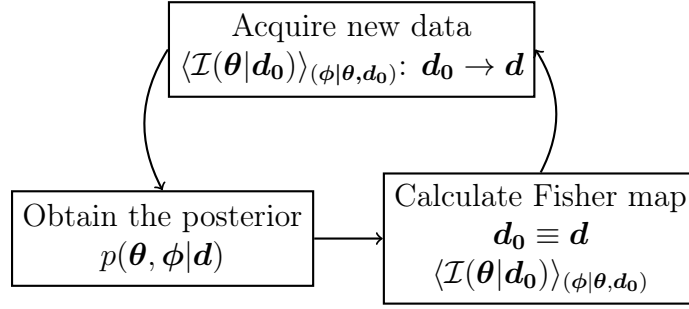 Acquire new data
⟨ℐ(θ|d₀)⟩₍ϕ|θ,d₀₎: d₀ → d
Obtain the posterior
p(θ, ϕ|d)
Calculate Fisher map
d₀ ≡ d
⟨ℐ(θ|d₀)⟩₍ϕ|θ,d₀₎